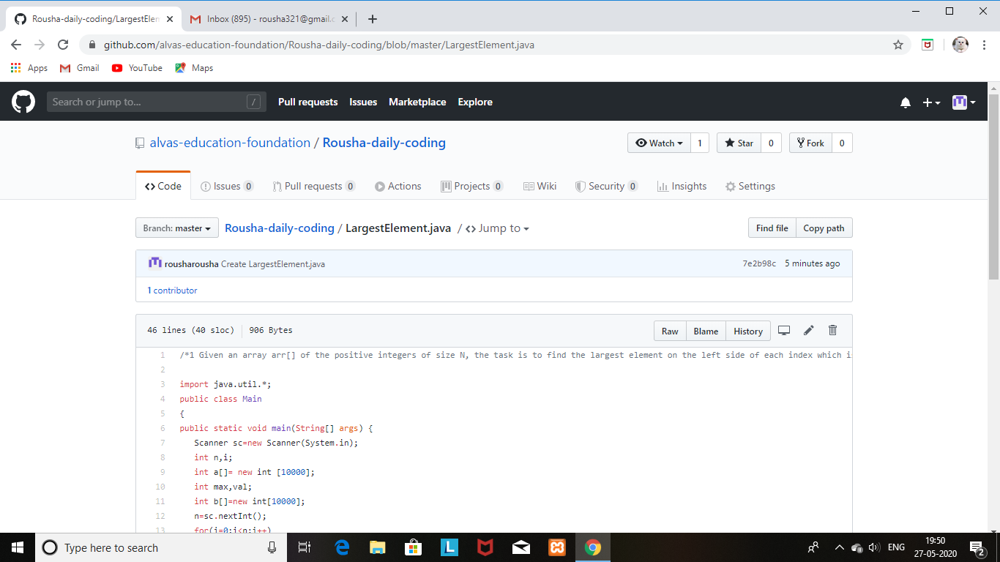 Rousha-daily-coding/LargestElem
Inbox (895) - rousha321@gmail.c
github.com/alvas-education-foundation/Rousha-daily-coding/blob/master/LargestElement.java
Apps Gmail YouTube Maps
Search or jump to... / Pull requests Issues Marketplace Explore
alvas-education-foundation / Rousha-daily-coding
Watch 1 Star 0 Fork 0
Code Issues 0 Pull requests 0 Actions Projects 0 Wiki Security 0 Insights Settings
Branch: master Rousha-daily-coding / LargestElement.java / Jump to Find file Copy path
rousharousha Create LargestElement.java 7e2b98c 5 minutes ago
1 contributor
46 lines (40 sloc) 906 Bytes Raw Blame History
1 /*1 Given an array arr[] of the positive integers of size N, the task is to find the largest element on the left side of each index which i
2
3 import java.util.*;
4 public class Main
5 {
6 public static void main(String[] args) {
7 Scanner sc=new Scanner(System.in);
8 int n,i;
9 int a[]= new int [10000];
10 int max,val;
11 int b[]=new int[10000];
12 n=sc.nextInt();
13 for(i=0;i<n;i++)
Type here to search
ENG
19:50
27-05-2020
2